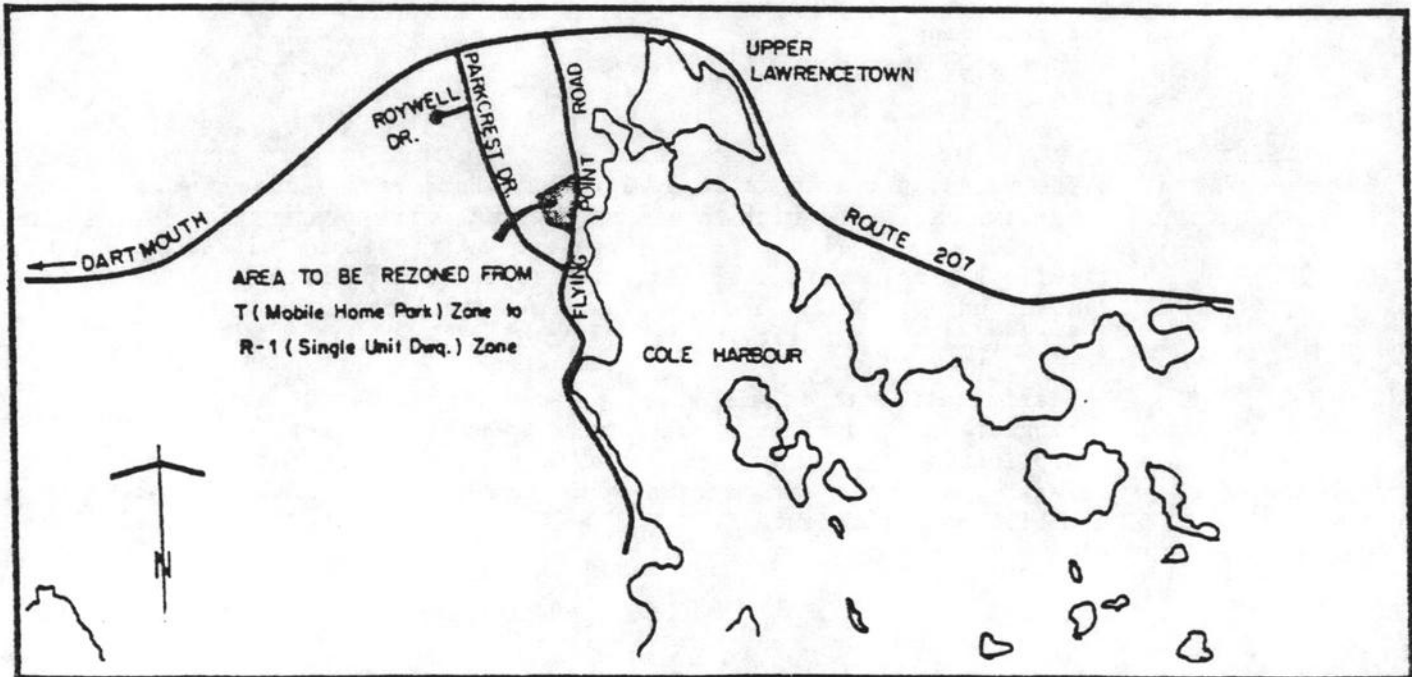 UPPER
LAWRENCETOWN
ROYWELL
DR.
PARKCREST DR.
FLYING POINT ROAD
DARTMOUTH
ROUTE 207
AREA TO BE REZONED FROM
T (Mobile Home Park) Zone to
R-1 (Single Unit Dwg.) Zone
COLE HARBOUR
N